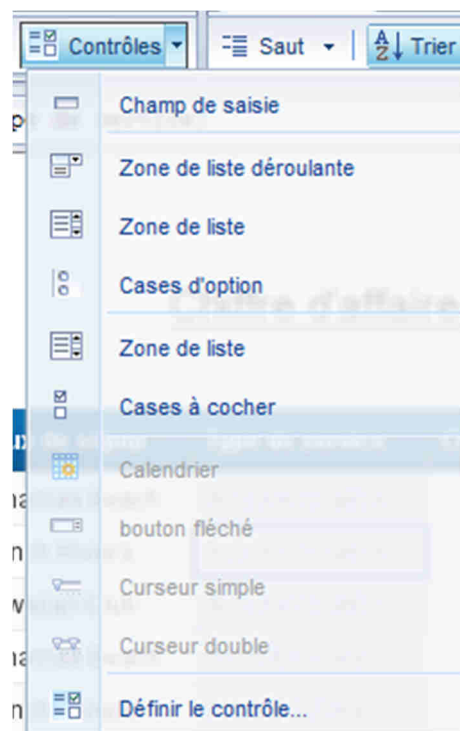 Contrôles Saut Trier
Champ de saisie
Zone de liste déroulante
Zone de liste
Cases d'option
Zone de liste
Cases à cocher
Calendrier
bouton fléché
Curseur simple
Curseur double
Définir le contrôle...